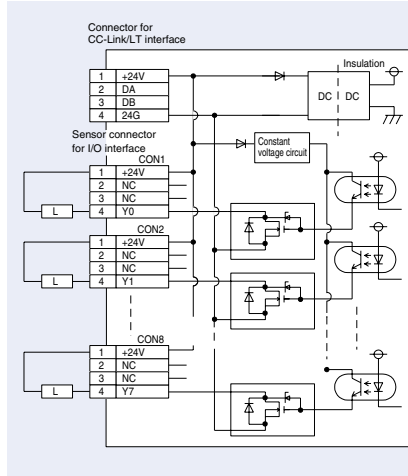 Connector for
CC-Link/LT interface
1 +24V
2 DA
3 DB
4 24G
Insulation
DC DC
Constant
voltage circuit
Sensor connector
for I/O interface
CON1
1 +24V
2 NC
3 NC
4 Y0
L
CON2
1 +24V
2 NC
3 NC
4 Y1
L
CON8
1 +24V
2 NC
3 NC
4 Y7
L